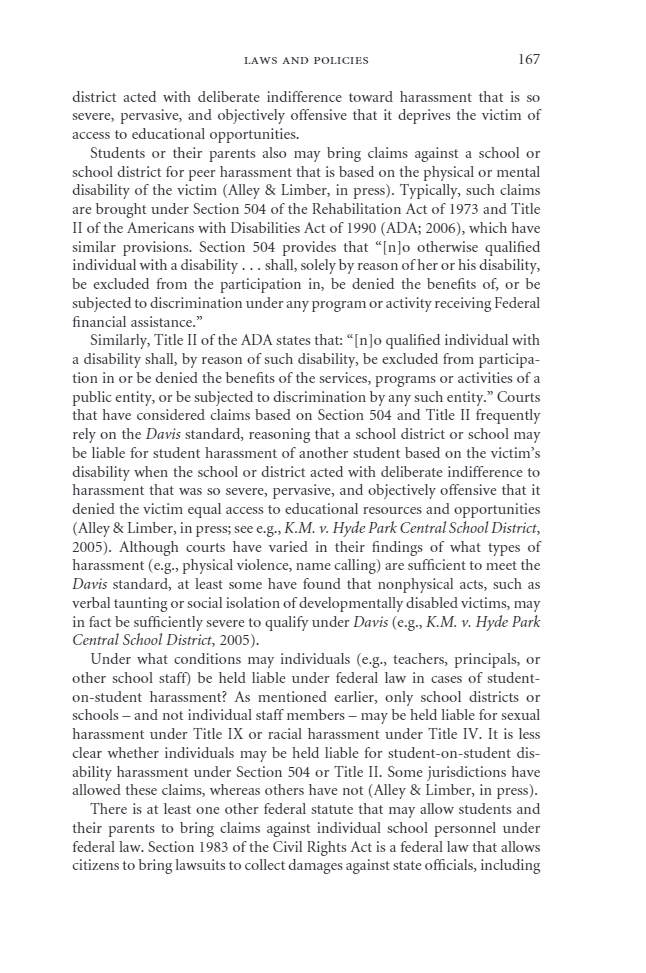 LAWS AND POLICIES 167
district acted with deliberate indifference toward harassment that is so
severe, pervasive, and objectively offensive that it deprives the victim of
access to educational opportunities.
Students or their parents also may bring claims against a school or
school district for peer harassment that is based on the physical or mental
disability of the victim (Alley & Limber, in press). Typically, such claims
are brought under Section 504 of the Rehabilitation Act of 1973 and Title
II of the Americans with Disabilities Act of 1990 (ADA; 2006), which have
similar provisions. Section 504 provides that “[n]o otherwise qualified
individual with a disability . . . shall, solely by reason of her or his disability,
be excluded from the participation in, be denied the benefits of, or be
subjected to discrimination under any program or activity receiving Federal
financial assistance.”
Similarly, Title II of the ADA states that: “[n]o qualified individual with
a disability shall, by reason of such disability, be excluded from participa-
tion in or be denied the benefits of the services, programs or activities of a
public entity, or be subjected to discrimination by any such entity.” Courts
that have considered claims based on Section 504 and Title II frequently
rely on the Davis standard, reasoning that a school district or school may
be liable for student harassment of another student based on the victim’s
disability when the school or district acted with deliberate indifference to
harassment that was so severe, pervasive, and objectively offensive that it
denied the victim equal access to educational resources and opportunities
(Alley & Limber, in press; see e.g., K.M. v. Hyde Park Central School District,
2005). Although courts have varied in their findings of what types of
harassment (e.g., physical violence, name calling) are sufficient to meet the
Davis standard, at least some have found that nonphysical acts, such as
verbal taunting or social isolation of developmentally disabled victims, may
in fact be sufficiently severe to qualify under Davis (e.g., K.M. v. Hyde Park
Central School District, 2005).
Under what conditions may individuals (e.g., teachers, principals, or
other school staff) be held liable under federal law in cases of student-
on-student harassment? As mentioned earlier, only school districts or
schools – and not individual staff members – may be held liable for sexual
harassment under Title IX or racial harassment under Title IV. It is less
clear whether individuals may be held liable for student-on-student dis-
ability harassment under Section 504 or Title II. Some jurisdictions have
allowed these claims, whereas others have not (Alley & Limber, in press).
There is at least one other federal statute that may allow students and
their parents to bring claims against individual school personnel under
federal law. Section 1983 of the Civil Rights Act is a federal law that allows
citizens to bring lawsuits to collect damages against state officials, including